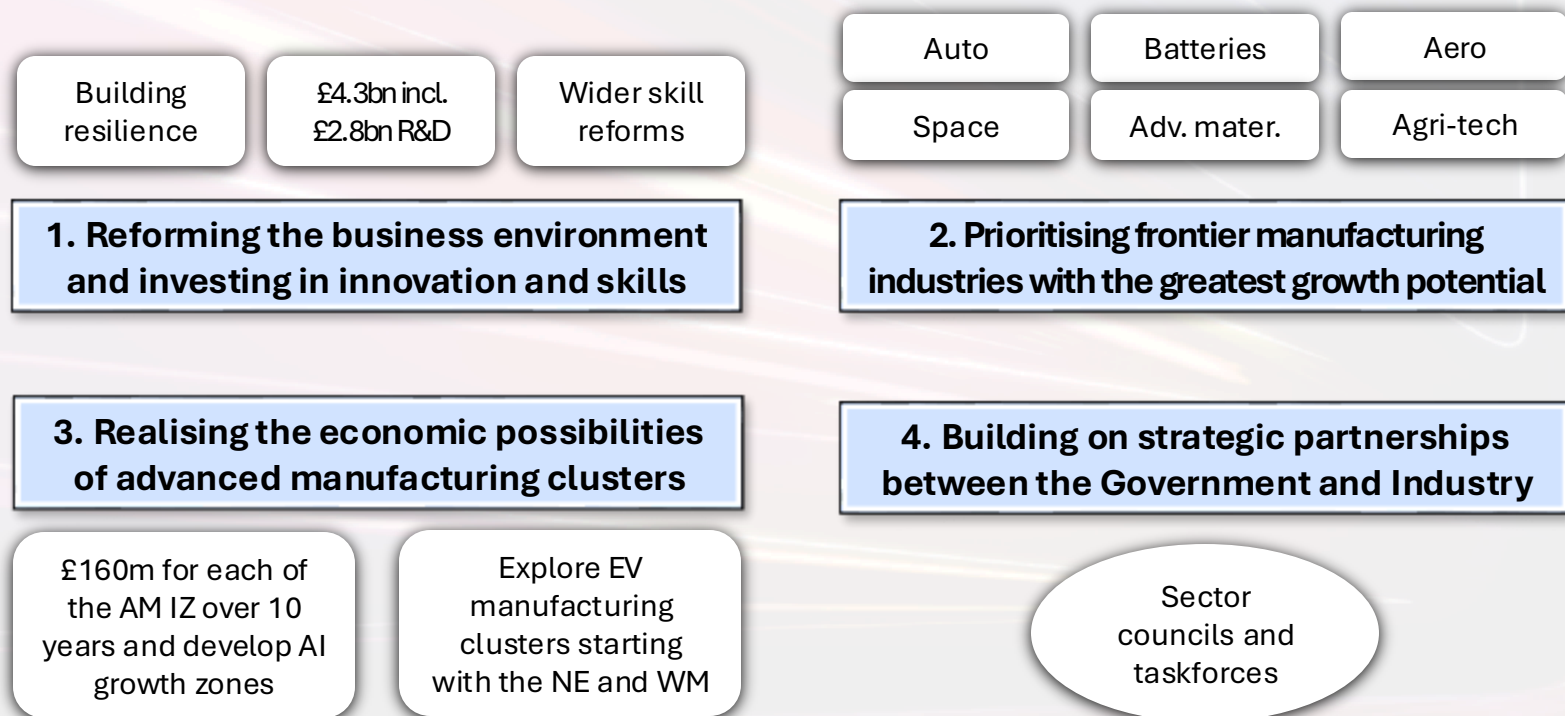 Building
resilience
£4.3bn incl.
£2.8bn R&D
Wider skill
reforms
Auto
Batteries
Aero
Space
Adv. mater.
Agri-tech
1. Reforming the business environment
and investing in innovation and skills
2. Prioritising frontier manufacturing
industries with the greatest growth potential
3. Realising the economic possibilities
of advanced manufacturing clusters
4. Building on strategic partnerships
between the Government and Industry
£160m for each of
the AM IZ over 10
years and develop AI
growth zones
Explore EV
manufacturing
clusters starting
with the NE and WM
Sector
councils and
taskforces